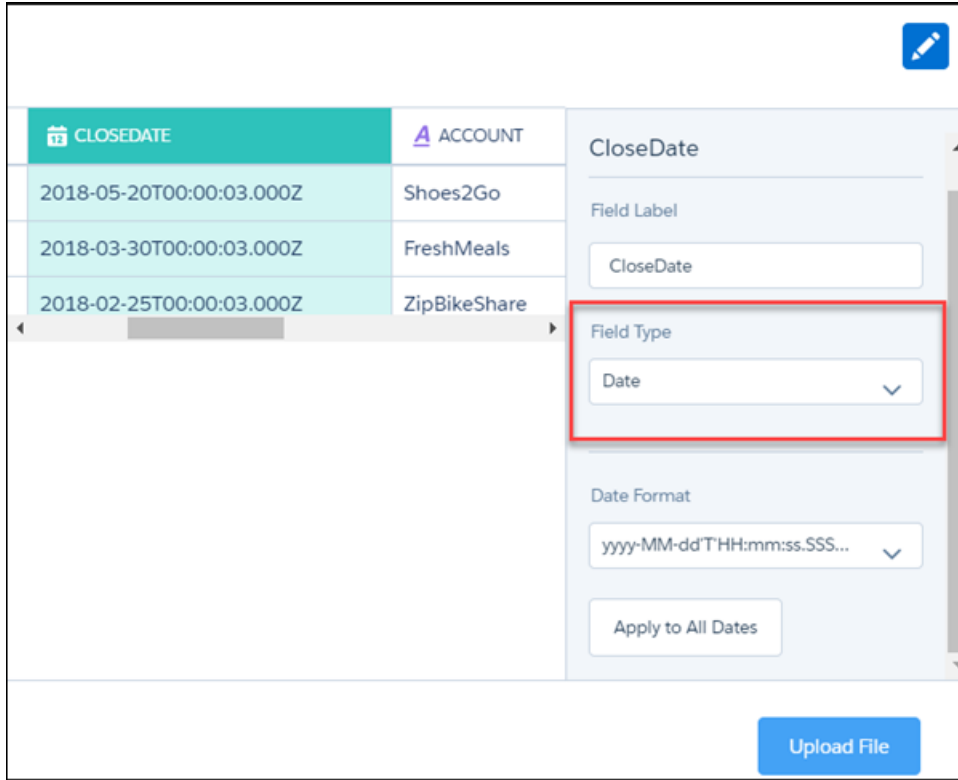 CLOSEDATE
ACCOUNT
2018-05-20T00:00:03.000Z
Shoes2Go
2018-03-30T00:00:03.000Z
FreshMeals
2018-02-25T00:00:03.000Z
ZipBikeShare
CloseDate
Field Label
CloseDate
Field Type
Date
Date Format
yyyy-MM-dd'T'HH:mm:ss.SSS...
Apply to All Dates
Upload File